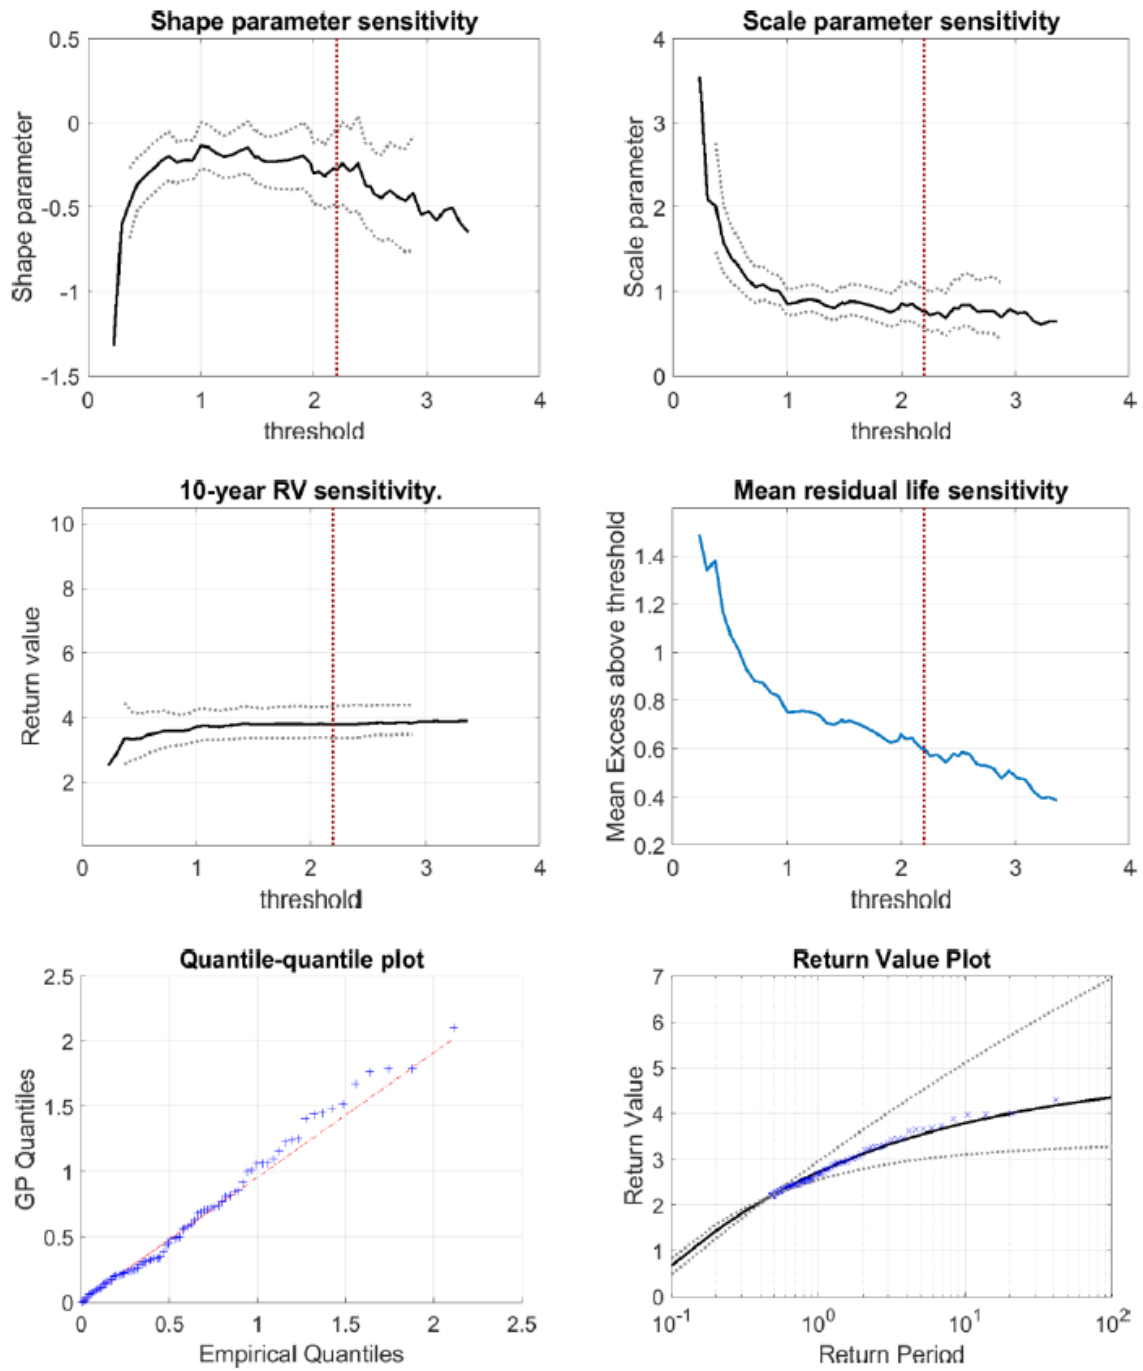 Shape parameter sensitivity
0.5
0
-0.5
-1
-1.5
Shape parameter
0 1 2 3 4
threshold
Scale parameter sensitivity
4
3
2
1
0
Scale parameter
0 1 2 3 4
threshold
10-year RV sensitivity.
10
8
6
4
2
Return value
0 1 2 3 4
threshold
Mean residual life sensitivity
1.4
1.2
1
0.8
0.6
0.4
0.2
Mean Excess above threshold
0 1 2 3 4
threshold
Quantile-quantile plot
2.5
2
1.5
1
0.5
0
GP Quantiles
0 0.5 1 1.5 2 2.5
Empirical Quantiles
Return Value Plot
7
6
5
4
3
2
1
0
Return Value
10-1 100 101 102
Return Period